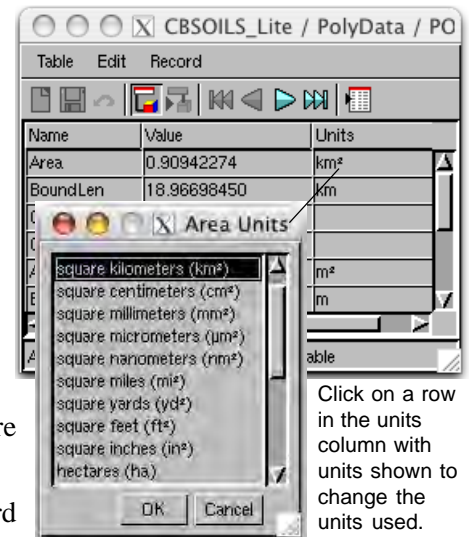 CBSOILS_Lite / PolyData / PO
Table Edit Record
Name Value Units
Area 0.90942274 km²
BoundLen 18.96698450 km
Area Units
m²
m
square kilometers (km²)
square centimeters (cm²)
square millimeters (mm²)
square micrometers (µm²)
square nanometers (nm²)
square miles (mi²)
square yards (yd²)
square feet (ft²)
square inches (in²)
hectares (ha)
OK Cancel
Click on a row
in the units
column with
units shown to
change the
units used.